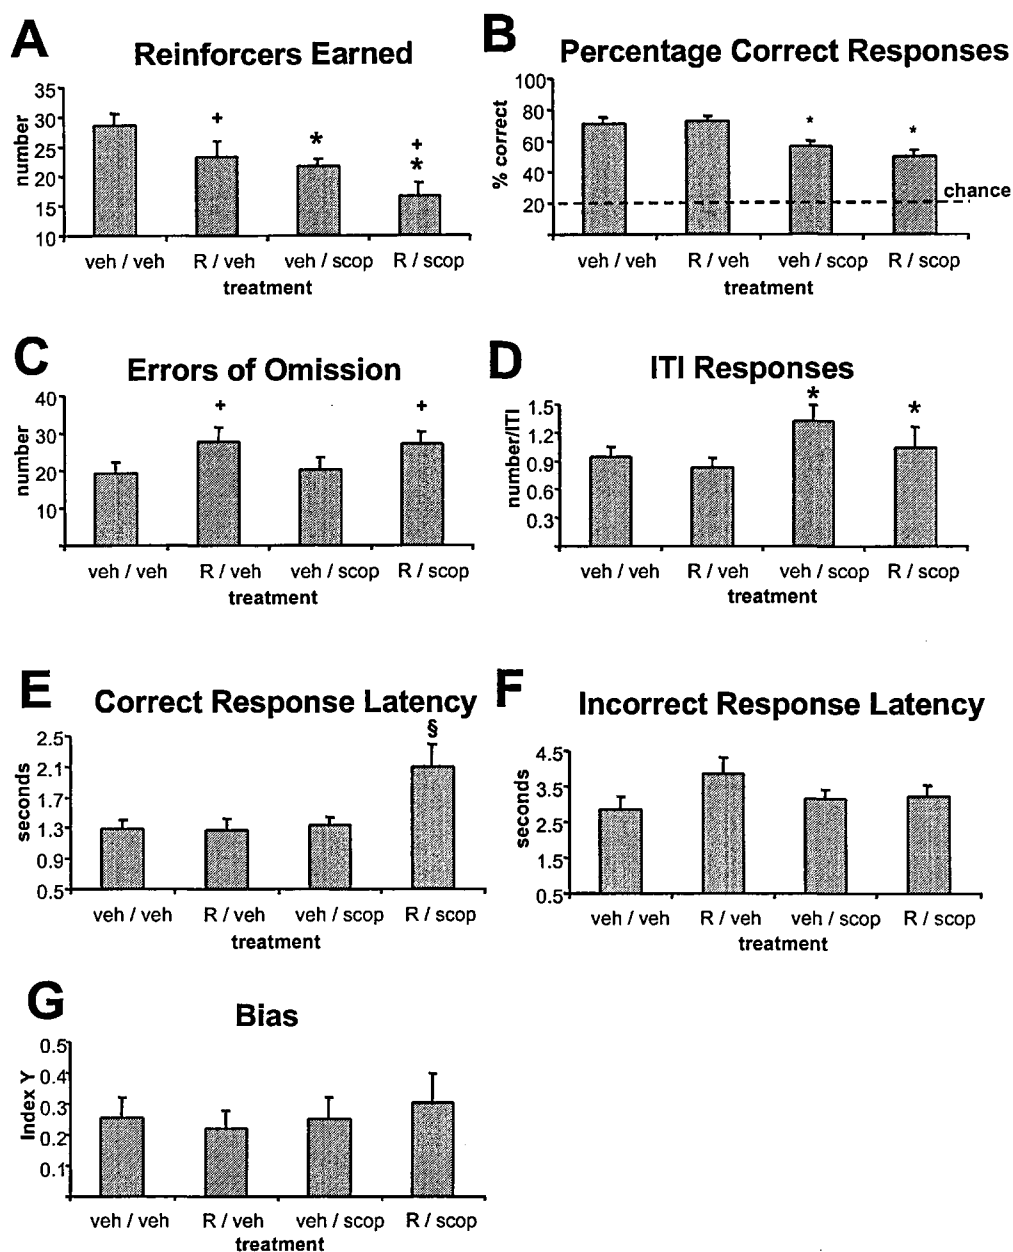 A
Reinforcers Earned
number
35
30
25
20
15
10
+
*
+
*
veh / veh R / veh veh / scop R / scop
treatment
B
Percentage Correct Responses
% correct
100
80
60
40
20
*
*
chance
veh / veh R / veh veh / scop R / scop
treatment
C
Errors of Omission
number
40
30
20
10
+
+
veh / veh R / veh veh / scop R / scop
treatment
D
ITI Responses
number/ITI
1.5
1.2
0.9
0.6
0.3
*
*
veh / veh R / veh veh / scop R / scop
treatment
E
Correct Response Latency
seconds
2.5
2.1
1.7
1.3
0.9
0.5
§
veh / veh R / veh veh / scop R / scop
treatment
F
Incorrect Response Latency
seconds
4.5
3.5
2.5
1.5
0.5
veh / veh R / veh veh / scop R / scop
treatment
G
Bias
Index Y
0.5
0.4
0.3
0.2
0.1
veh / veh R / veh veh / scop R / scop
treatment